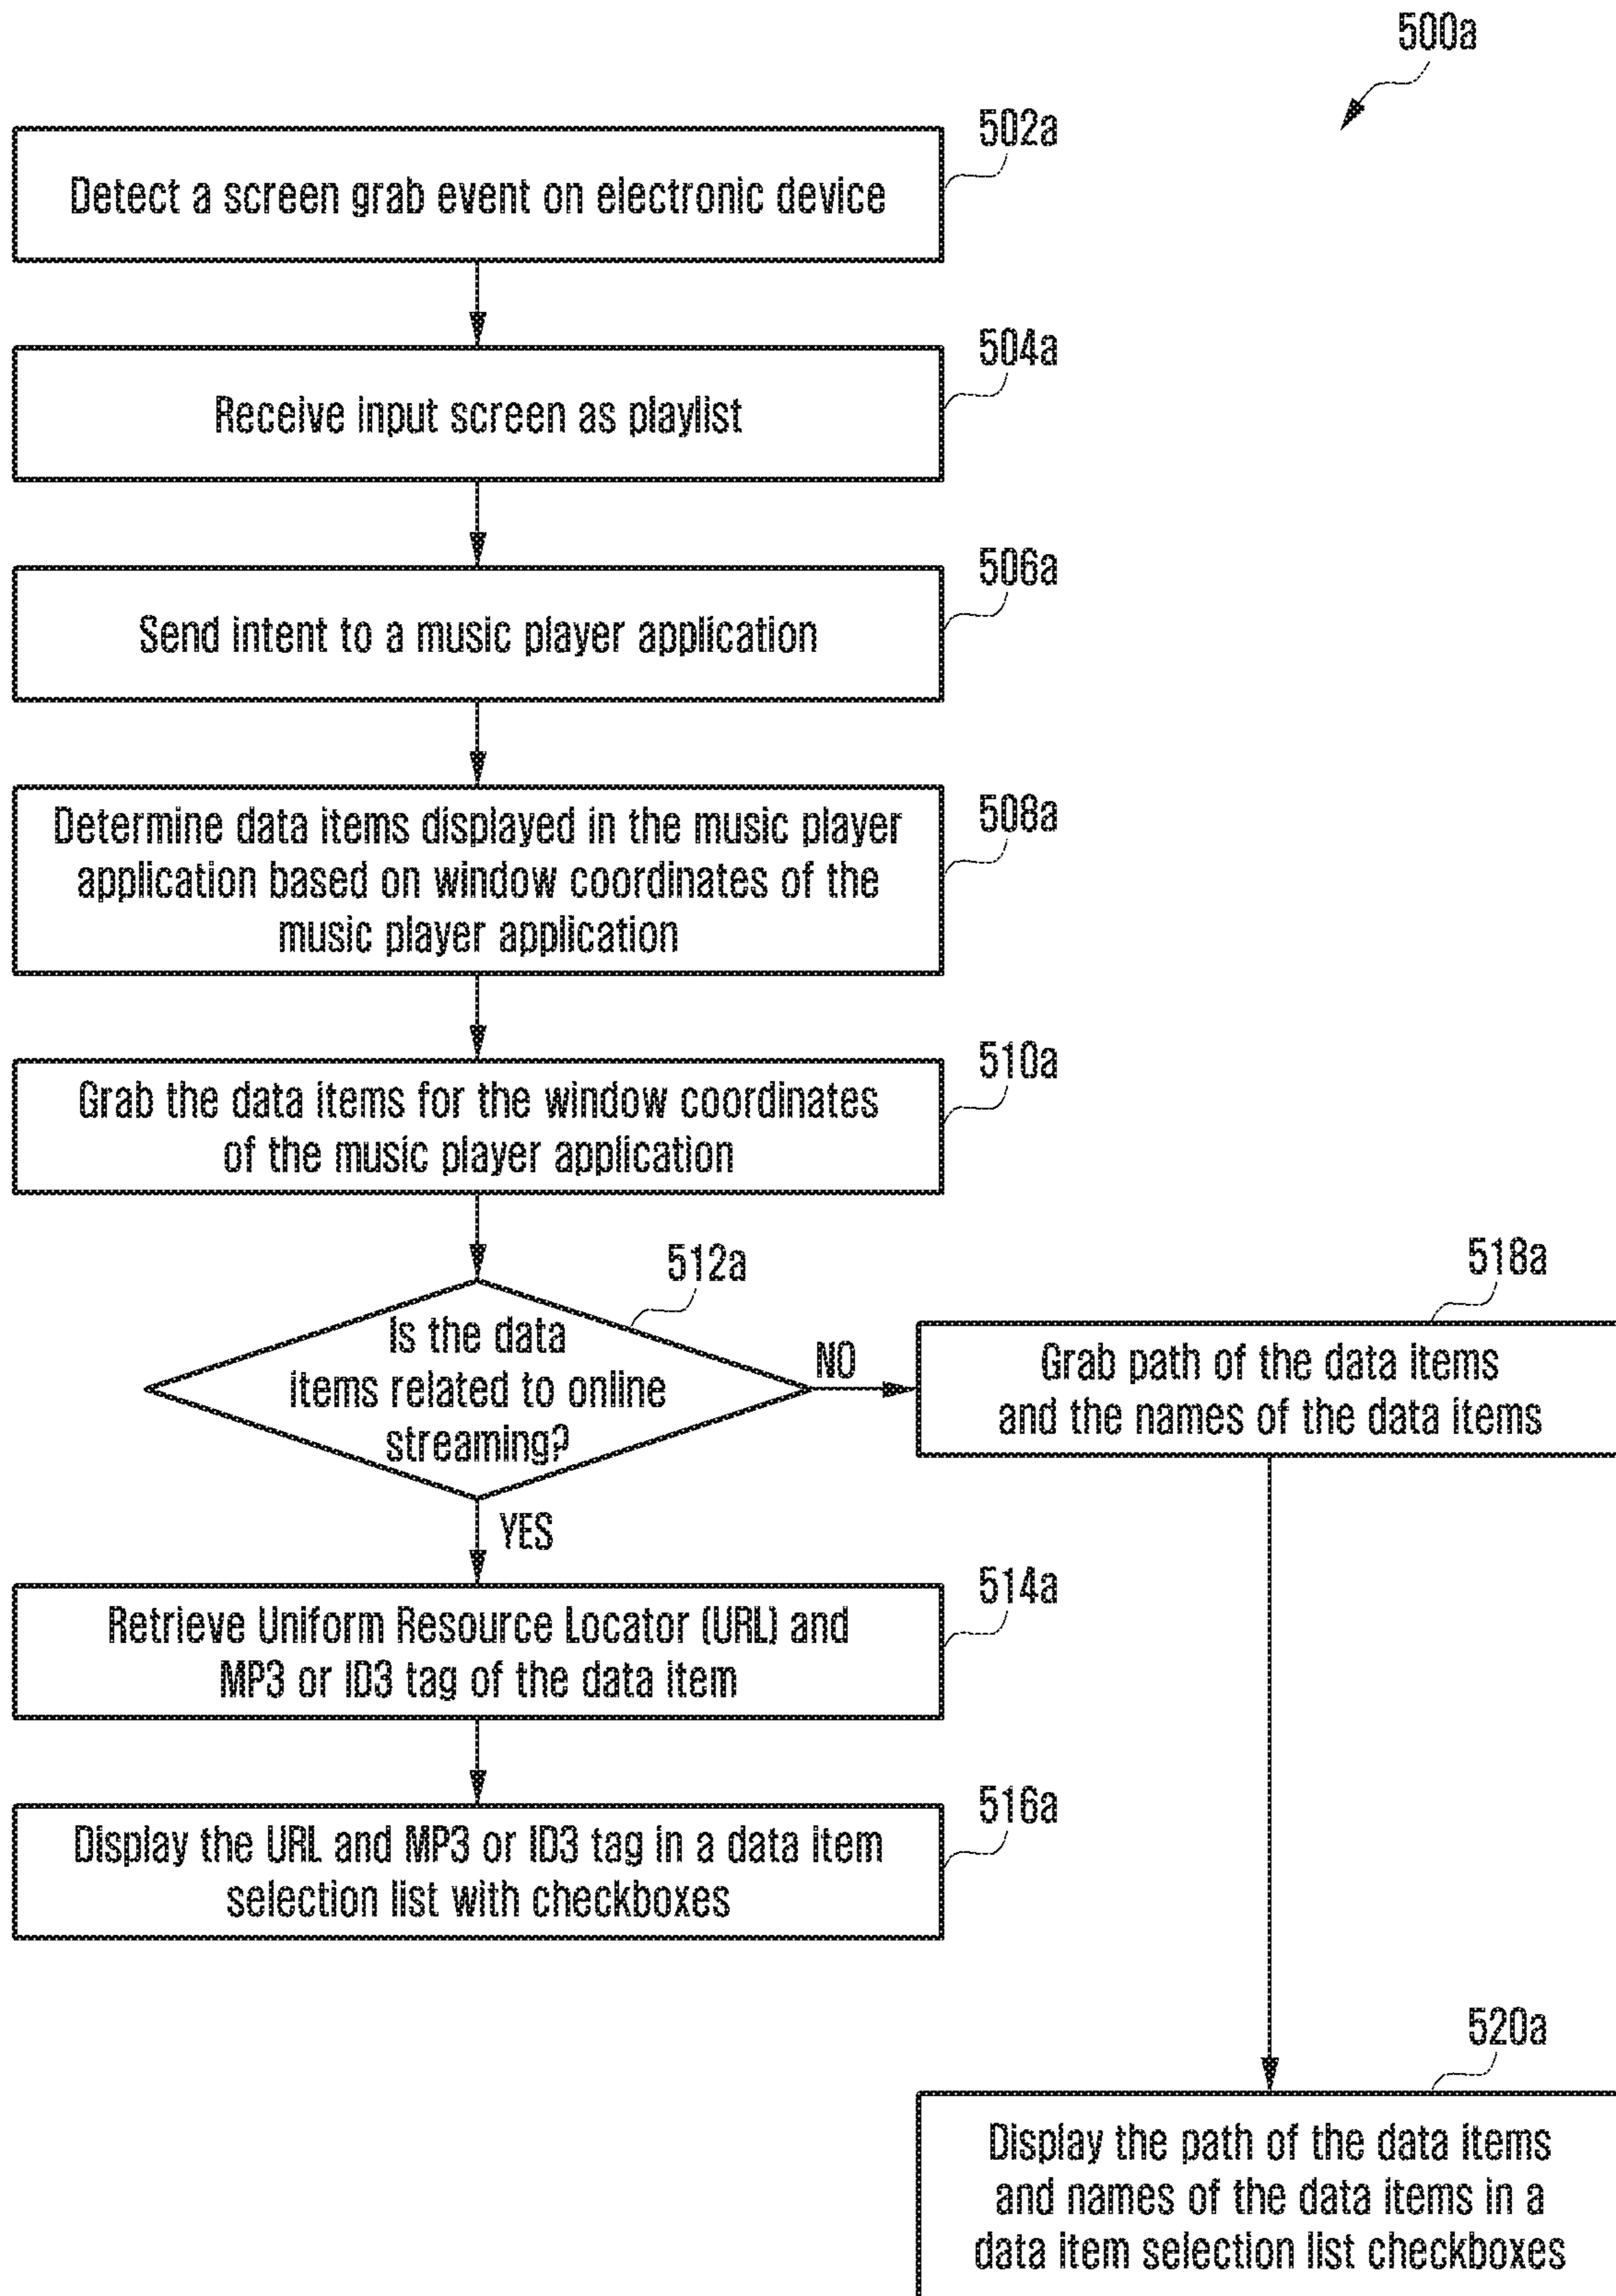 500a
502a
Detect a screen grab event on electronic device
504a
Receive input screen as playlist
506a
Send intent to a music player application
508a
Determine data items displayed in the music player
application based on window coordinates of the
music player application
510a
Grab the data items for the window coordinates
of the music player application
512a
Is the data
items related to online
streaming?
NO
518a
Grab path of the data items
and the names of the data items
YES
514a
Retrieve Uniform Resource Locator (URL) and
MP3 or ID3 tag of the data item
516a
Display the URL and MP3 or ID3 tag in a data item
selection list with checkboxes
520a
Display the path of the data items
and names of the data items in a
data item selection list checkboxes